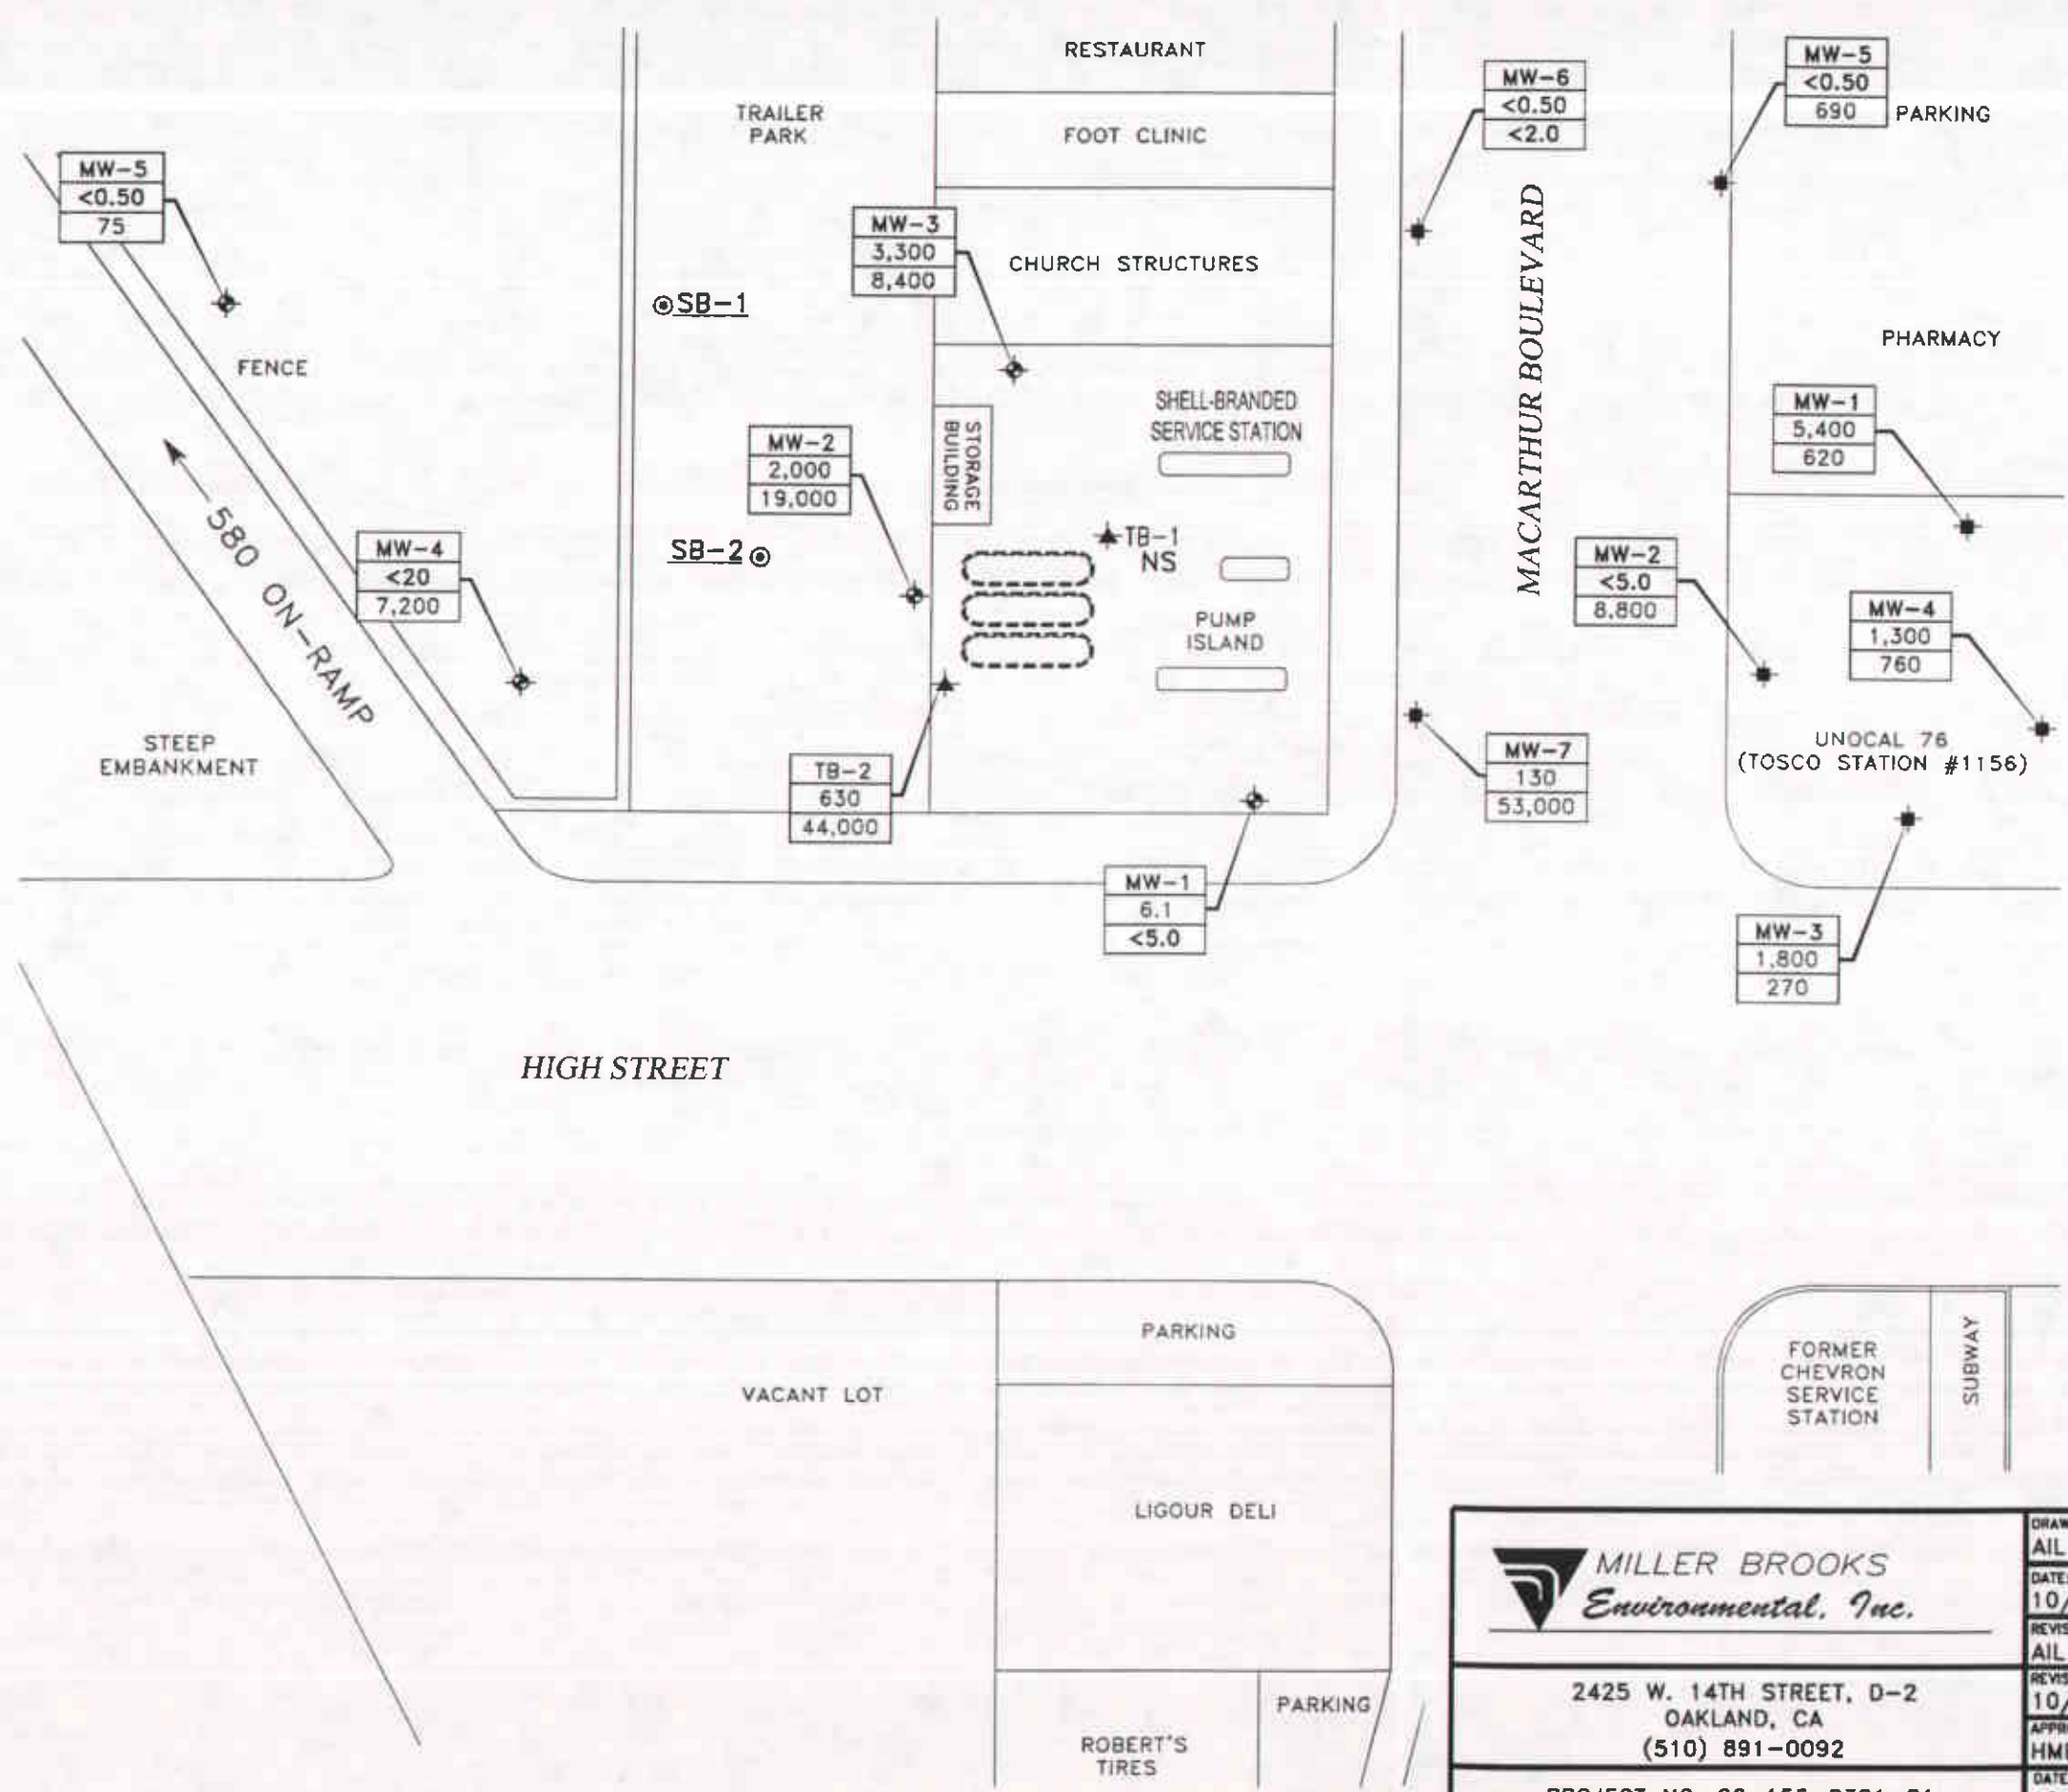 RESTAURANT
TRAILER
PARK
FOOT CLINIC
MW-6
<0.50
<2.0
MW-5
<0.50
690
PARKING
MW-5
<0.50
75
MW-3
3,300
8,400
CHURCH STRUCTURES
SB-1
FENCE
MACARTHUR BOULEVARD
PHARMACY
SHELL-BRANDED
SERVICE STATION
MW-1
5,400
620
MW-2
2,000
19,000
STORAGE
BUILDING
580 ON-RAMP
MW-4
<20
7,200
SB-2
TB-1
NS
MW-2
<5.0
8,800
MW-4
1,300
760
PUMP
ISLAND
STEEP
EMBANKMENT
TB-2
630
44,000
MW-7
130
53,000
UNOCAL 76
(TOSCO STATION #1156)
MW-1
6.1
<5.0
MW-3
1,800
270
HIGH STREET
PARKING
VACANT LOT
FORMER
CHEVRON
SERVICE
STATION
SUBWAY
LIGOUR DELI
PARKING
ROBERT'S
TIRES
MILLER BROOKS
Environmental, Inc.
2425 W. 14TH STREET, D-2
OAKLAND, CA
(510) 891-0092
AIL
DATE
10/
AIL
10/
DATE